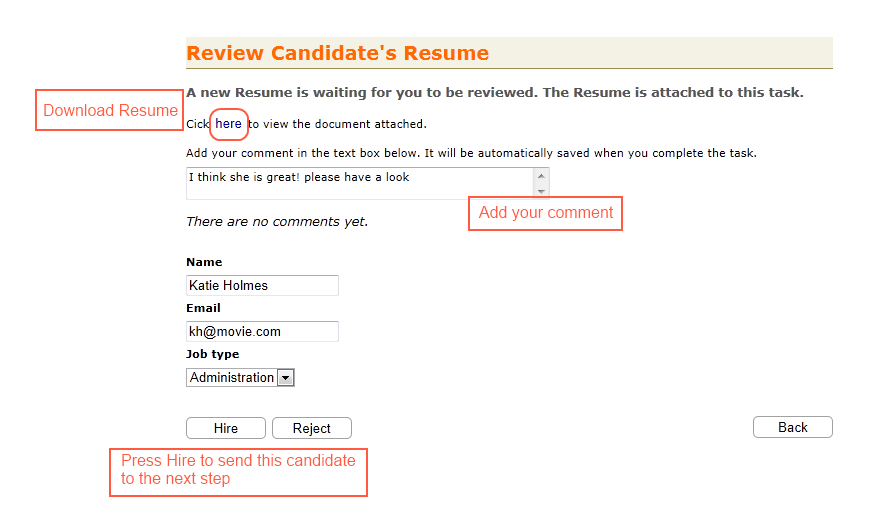 Review Candidate's Resume
A new Resume is waiting for you to be reviewed. The Resume is attached to this task.
Download Resume
Cick here to view the document attached.
Add your comment in the text box below. It will be automatically saved when you complete the task.
I think she is great! please have a look
Add your comment
There are no comments yet.
Name
Katie Holmes
Email
kh@movie.com
Job type
Administration
Hire Reject Back
Press Hire to send this candidate
to the next step